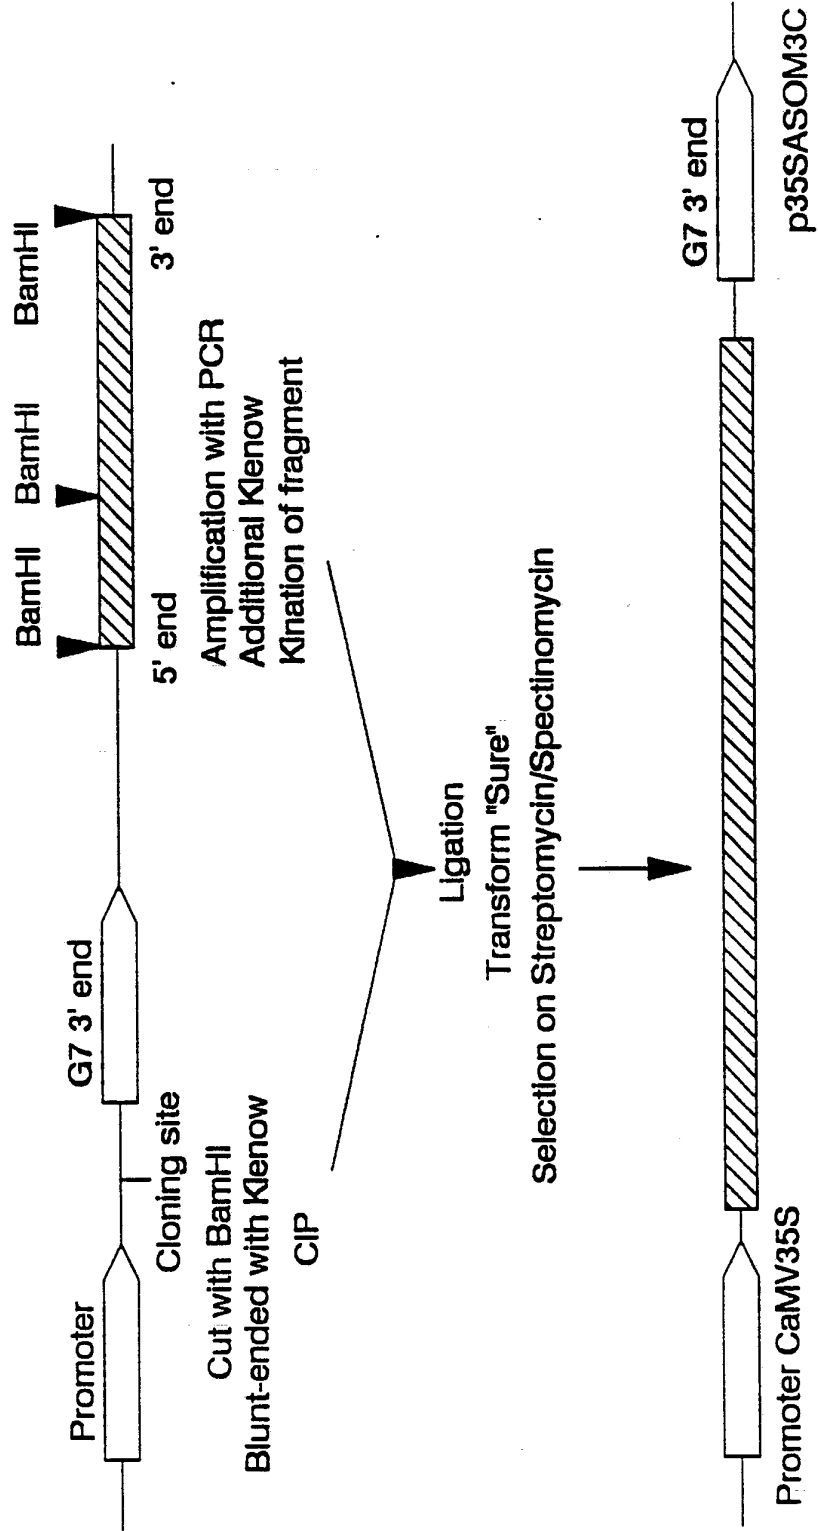 Promoter
Cloning site
G7 3' end
BamHI
BamHI
BamHI
5' end
3' end
Cut with BamHI
Blunt-ended with Klenow
CIP
Amplification with PCR
Additional Klenow
Kination of fragment
Ligation
Transform "Sure"
Selection on Streptomycin/Spectinomycin
Promoter CaMV35S
G7 3' end
p35SASOM3C